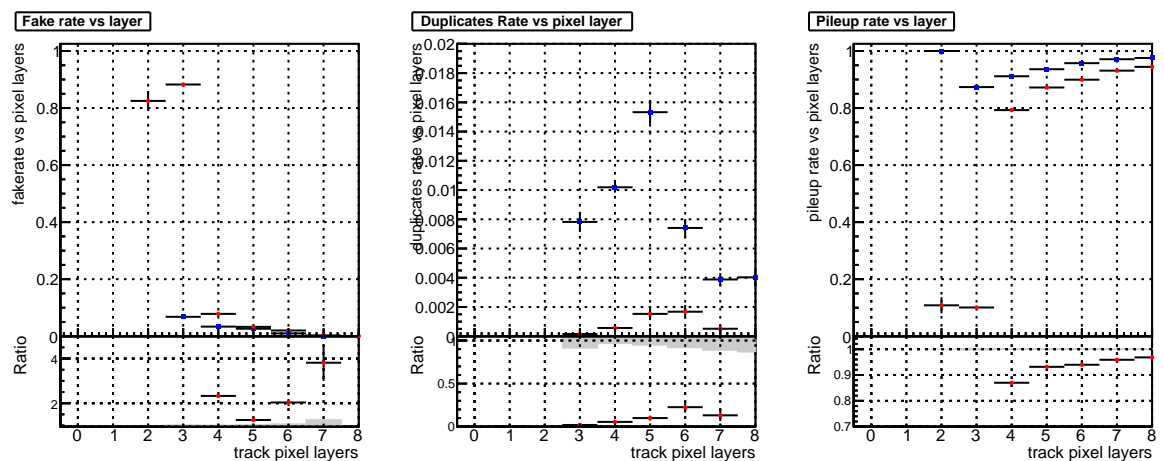 Fake rate vs layer
fakerate vs pixel layers
1
0.8
0.6
0.4
0.2
0
Ratio
4
2
0 1 2 3 4 5 6 7 8
track pixel layers
Duplicates Rate vs pixel layer
duplicates rate vs pixel layers
0.02
0.018
0.016
0.014
0.012
0.01
0.008
0.006
0.004
0.002
0
Ratio
1
0.5
0
0 1 2 3 4 5 6 7 8
track pixel layers
Pileup rate vs layer
pileup rate vs pixel layers
1
0.8
0.6
0.4
0.2
0
Ratio
1
0.9
0.8
0.7
0 1 2 3 4 5 6 7 8
track pixel layers